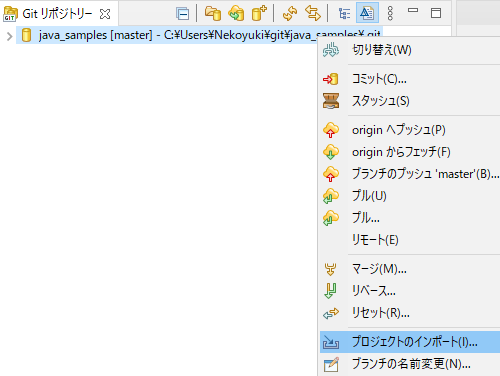 Git リポジトリー
java_samples [master] - C:¥Users¥Nekoyuki¥git¥java_samples¥.git
切り替え(W)
コミット(C)...
スタッシュ(S)
origin へプッシュ(P)
origin からフェッチ(F)
ブランチのプッシュ 'master'(B)...
プル(U)
プル...
リモート(E)
マージ(M)...
リベース...
リセット(R)...
プロジェクトのインポート(I)...
ブランチの名前変更(N)...